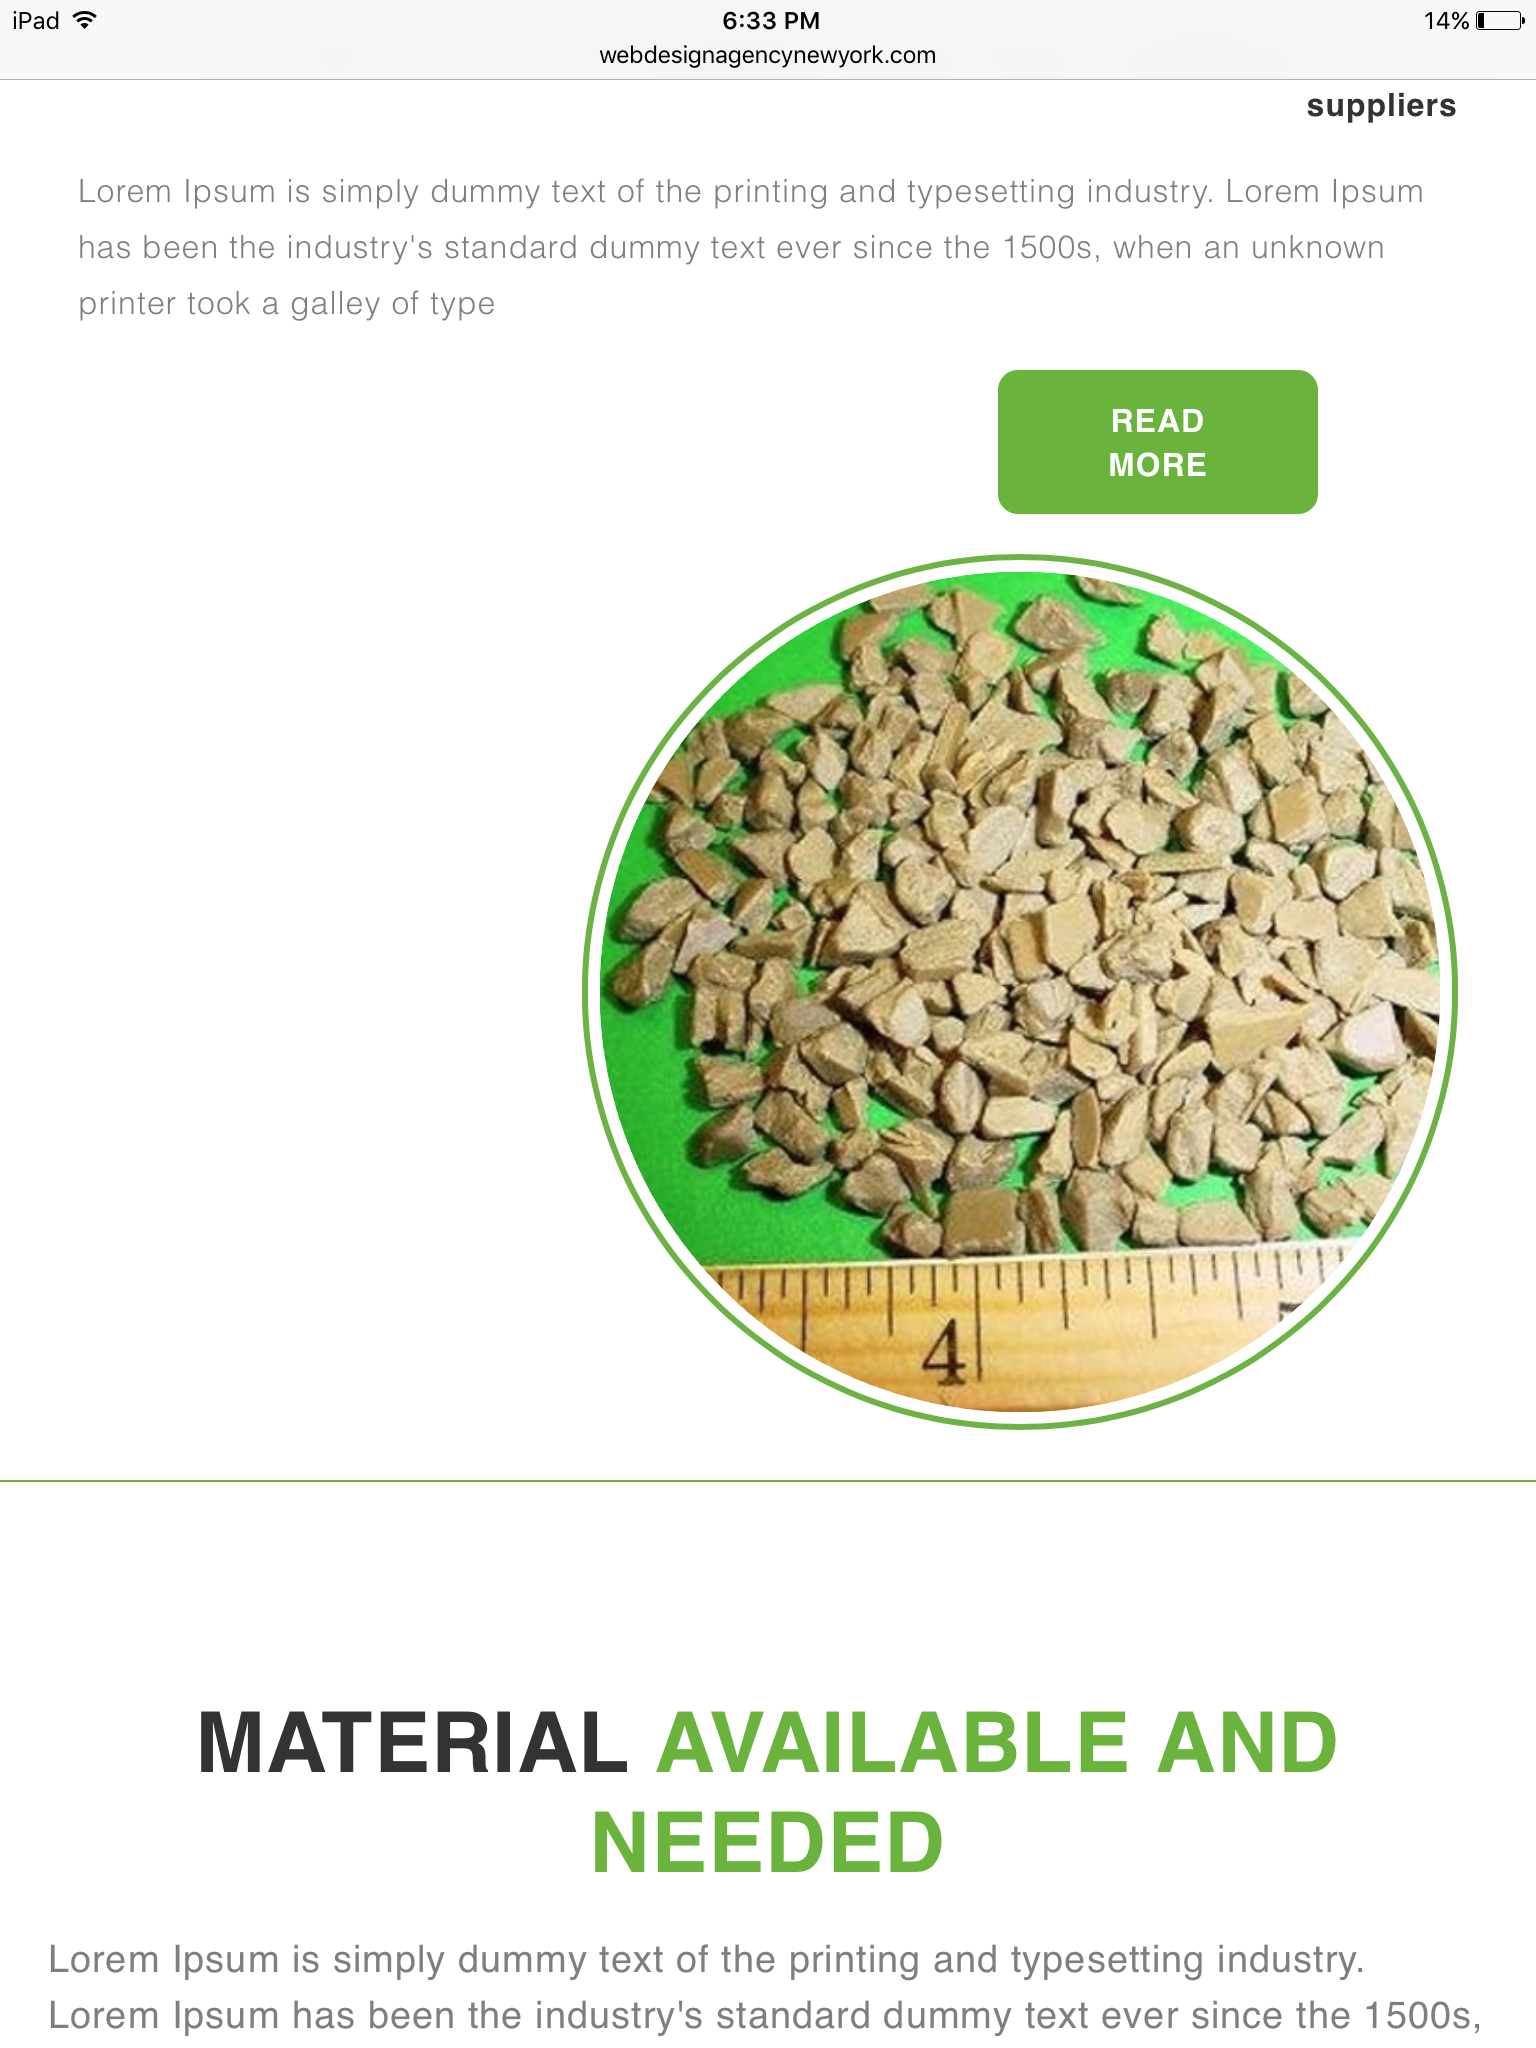 iPad 6:33 PM 14%
webdesignagencynewyork.com
suppliers
Lorem Ipsum is simply dummy text of the printing and typesetting industry. Lorem Ipsum
has been the industry's standard dummy text ever since the 1500s, when an unknown
printer took a galley of type
READ
MORE
4
MATERIAL AVAILABLE AND
NEEDED
Lorem Ipsum is simply dummy text of the printing and typesetting industry.
Lorem Ipsum has been the industry's standard dummy text ever since the 1500s,